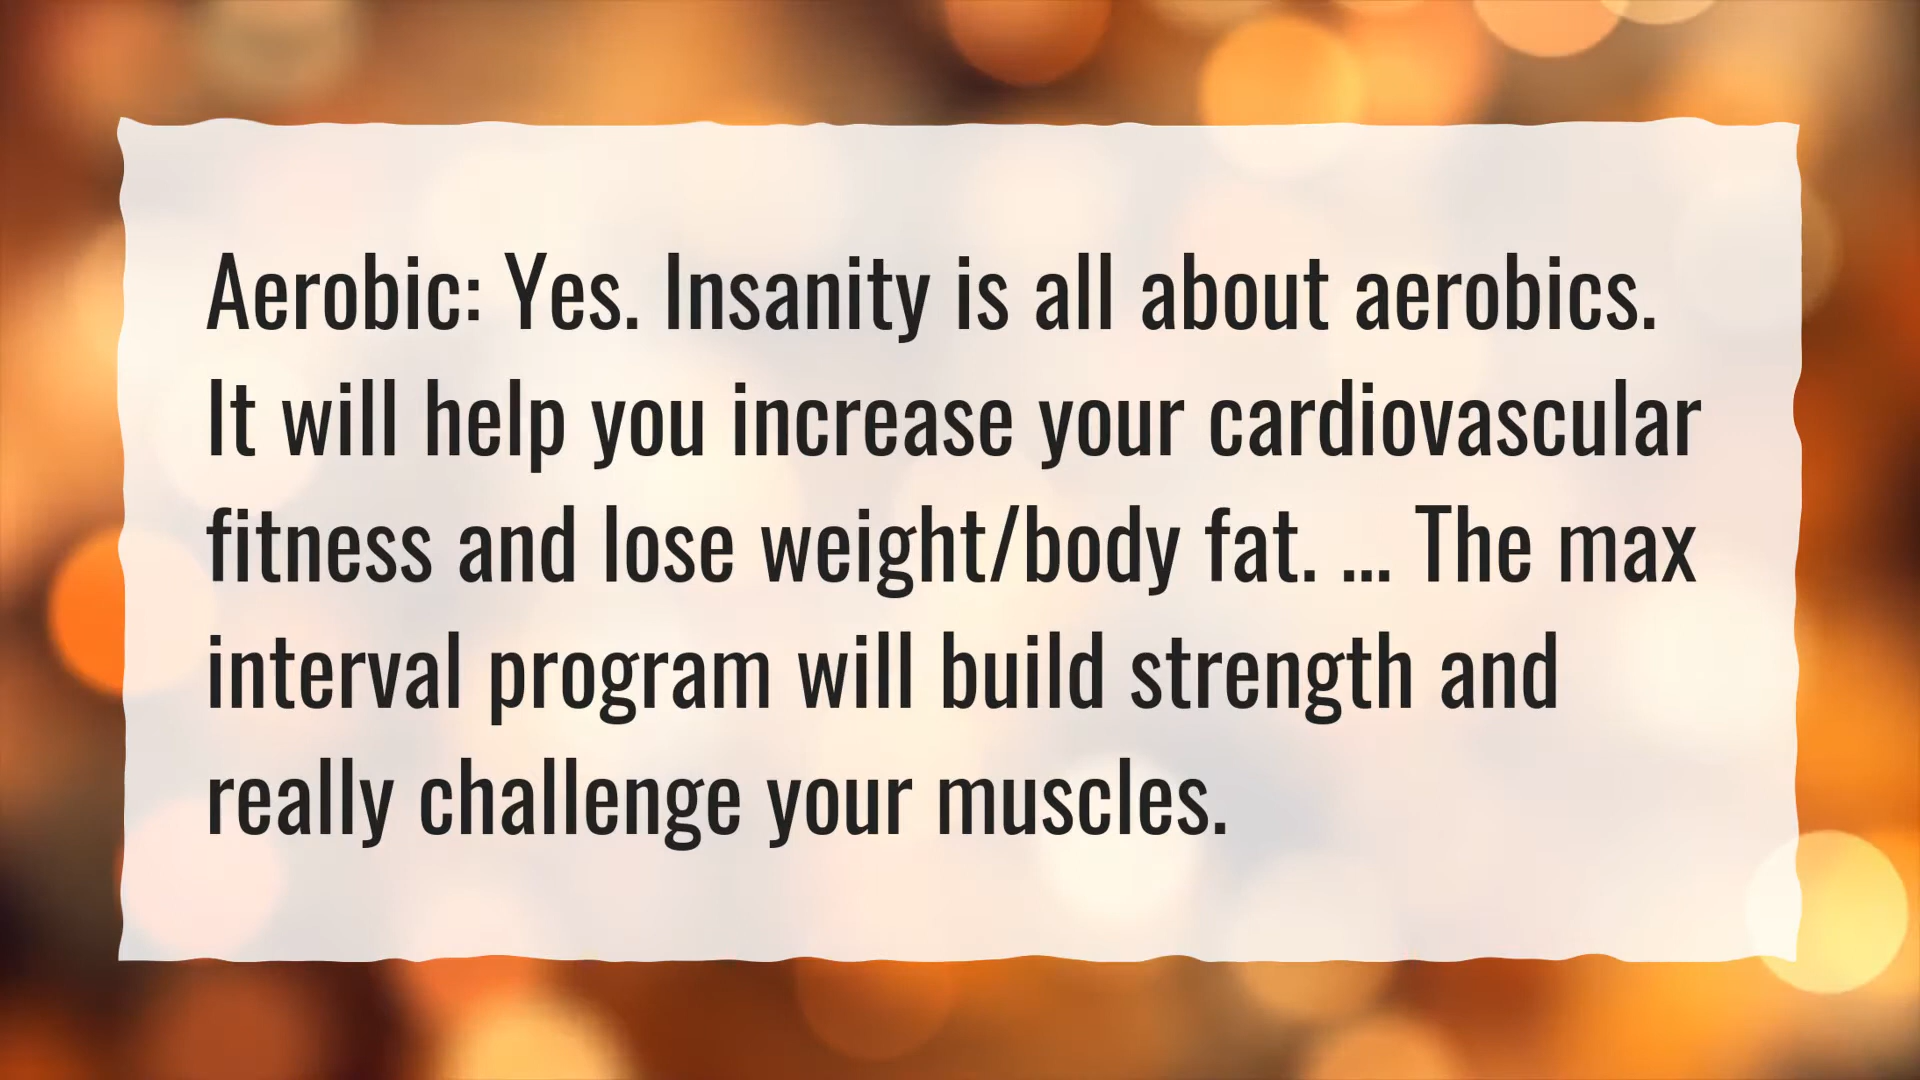 Aerobic: Yes. Insanity is all about aerobics.
It will help you increase your cardiovascular
fitness and lose weight/body fat. ... The max
interval program will build strength and
really challenge your muscles.